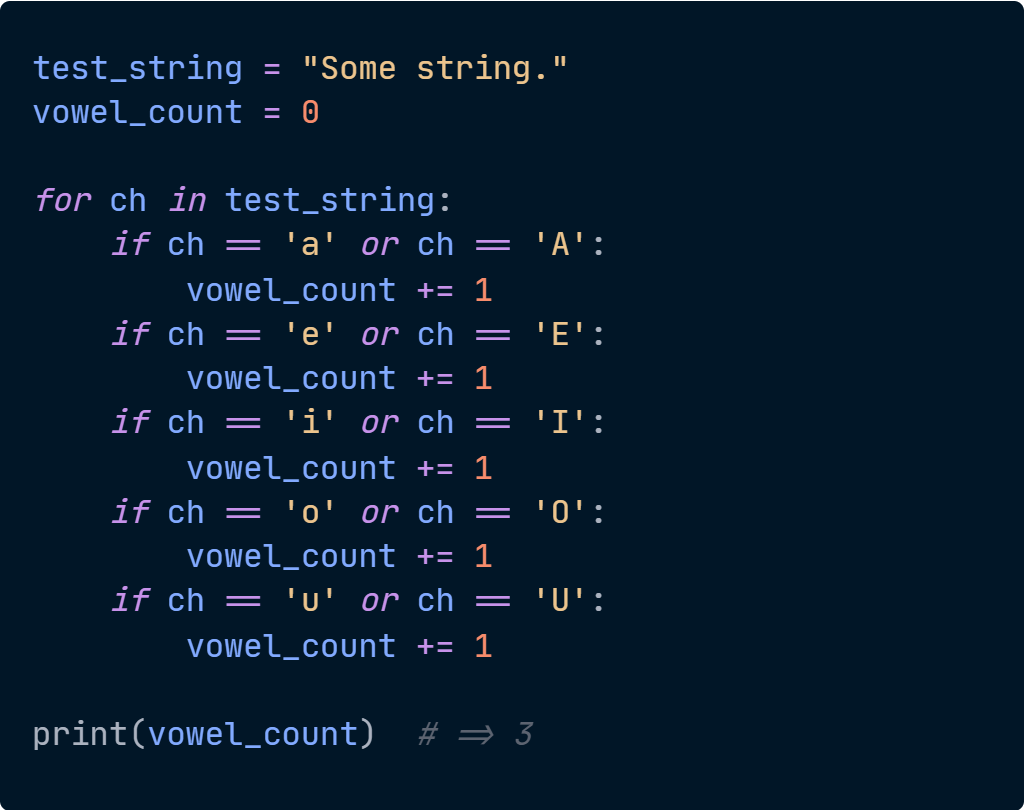 test_string = "Some string."
vowel_count = 0

for ch in test_string:
    if ch == 'a' or ch == 'A':
        vowel_count += 1
    if ch == 'e' or ch == 'E':
        vowel_count += 1
    if ch == 'i' or ch == 'I':
        vowel_count += 1
    if ch == 'o' or ch == 'O':
        vowel_count += 1
    if ch == 'u' or ch == 'U':
        vowel_count += 1

print(vowel_count)  # => 3